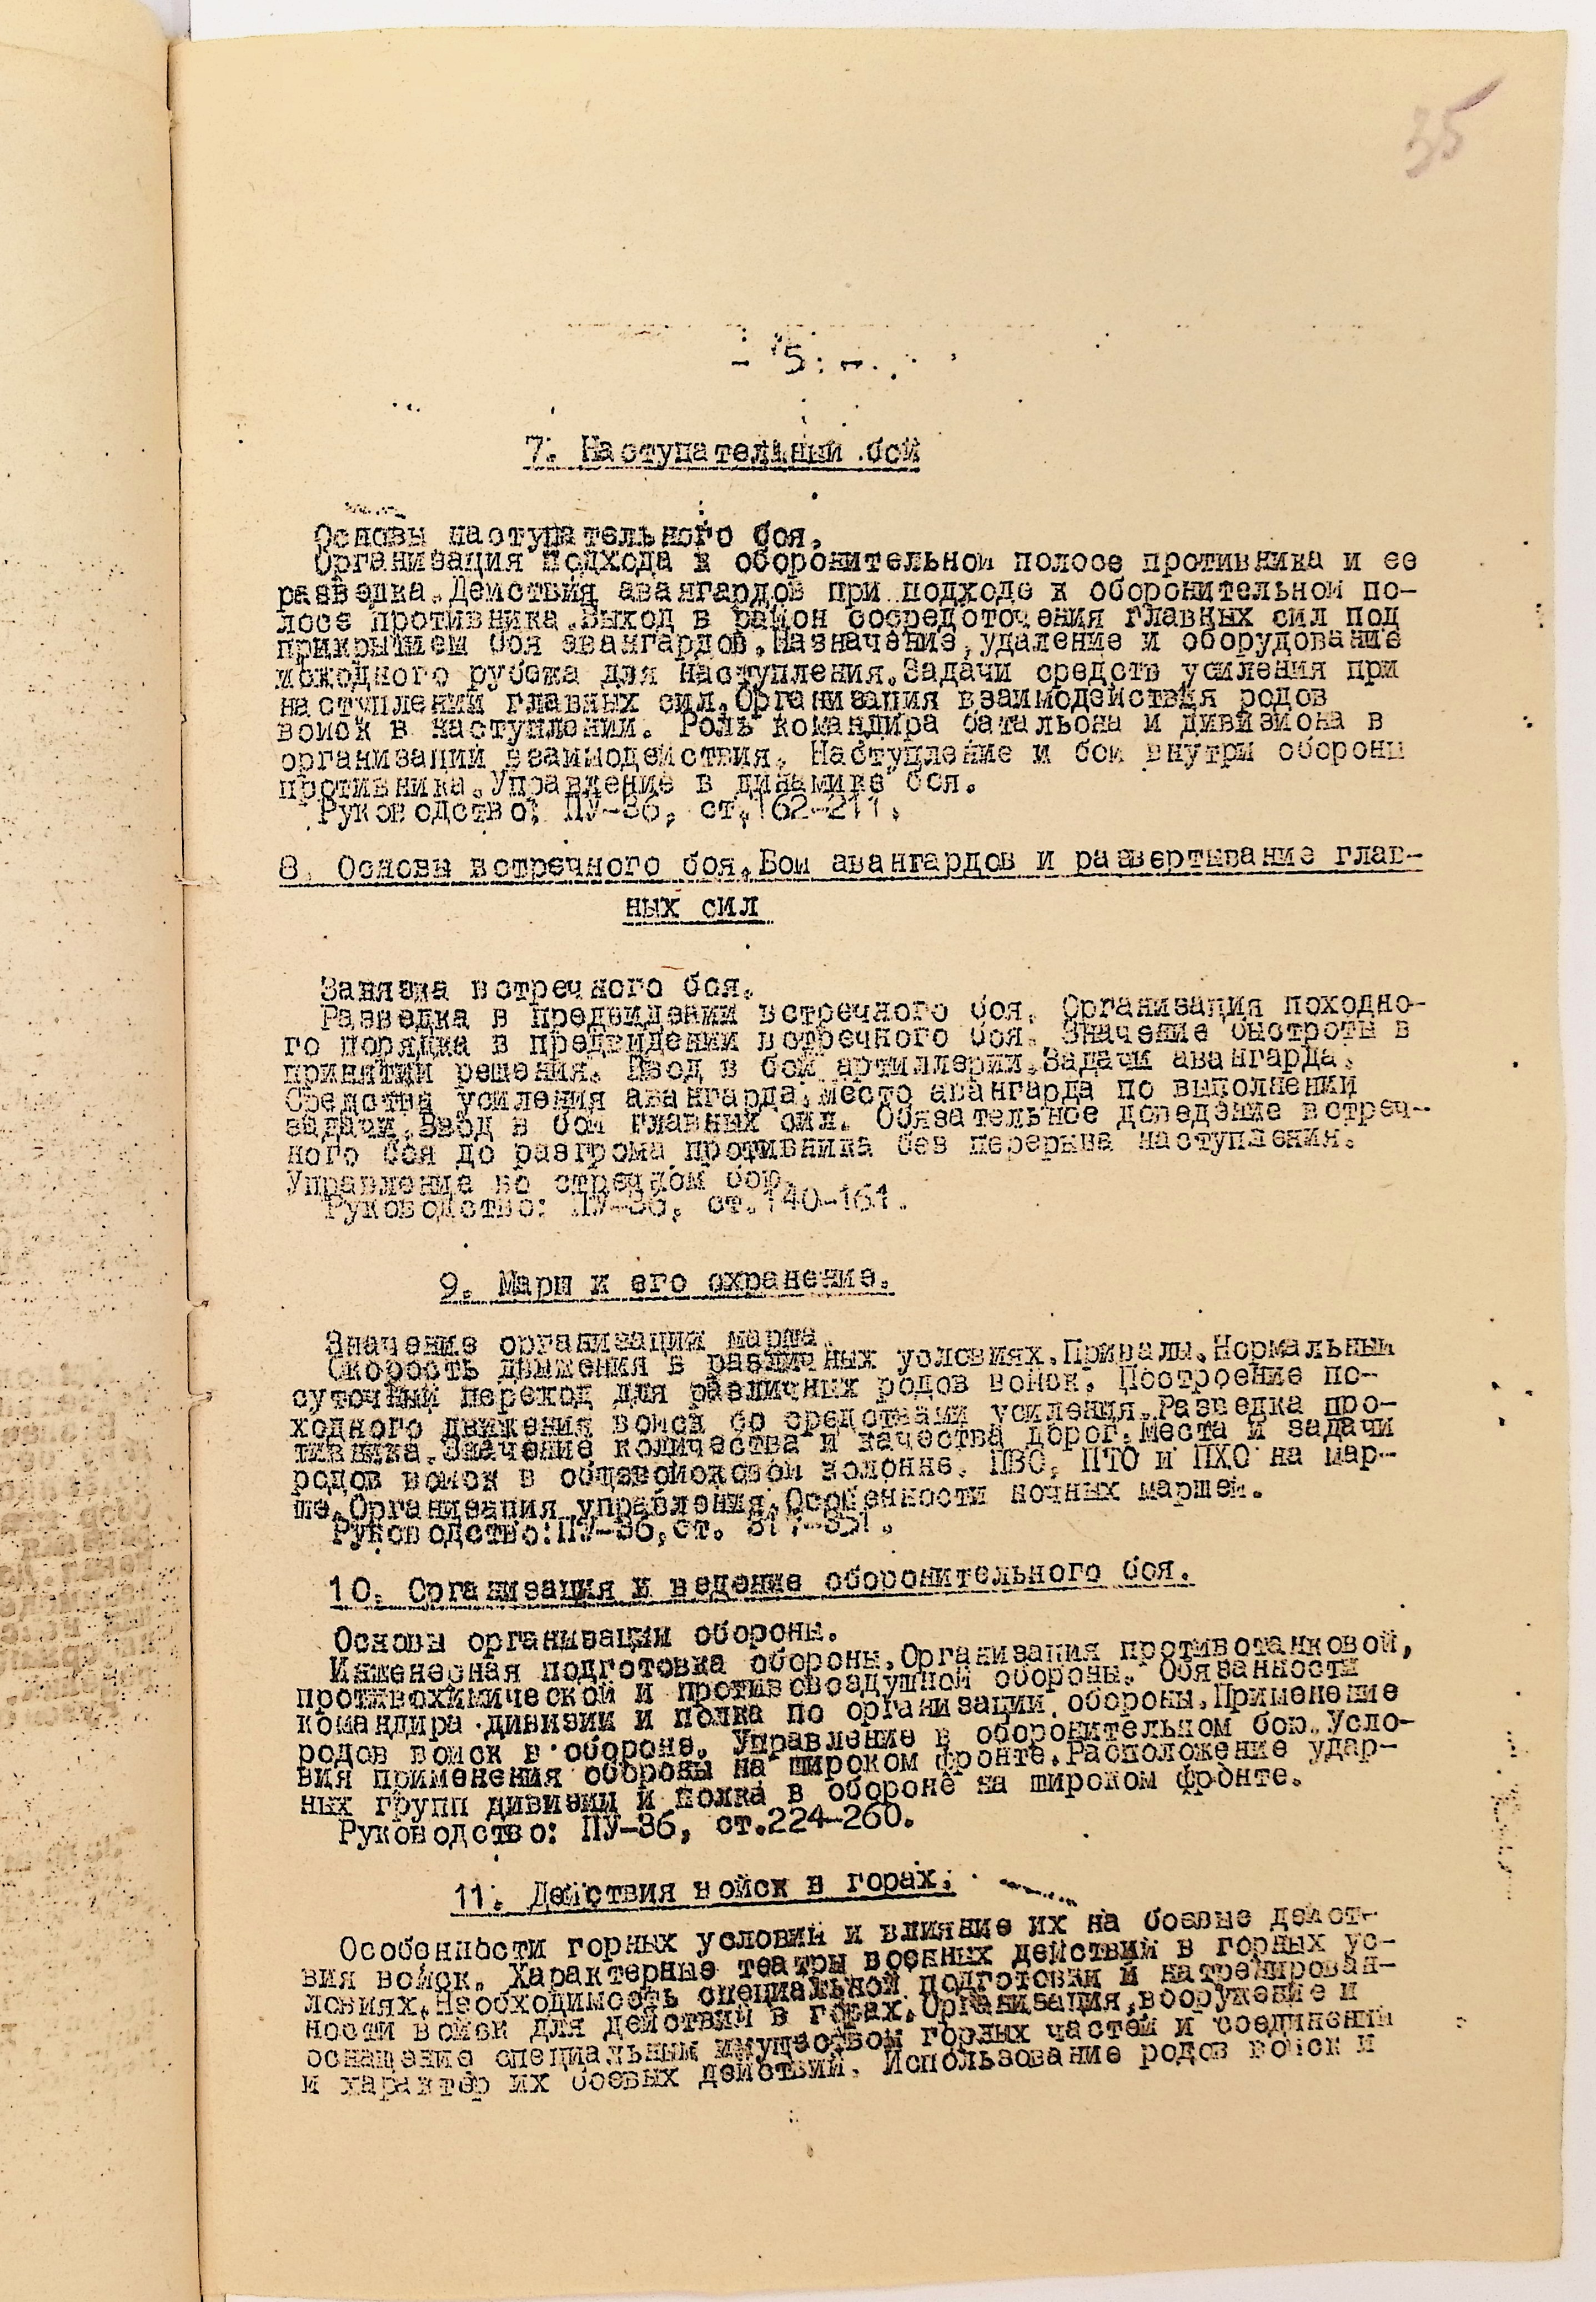 35
- 5 -
7. Наступательный бой
Основы наступательного боя.
Организация подхода к оборонительной полосе противника и ее
разведка. Действия авангардов при подходе к оборонительной по-
лосе противника. Выход в район сосредоточения главных сил под
прикрытием боя авангардов. Назначение, удаление и оборудование
исходного рубежа для наступления. Задачи средств усиления при
наступлении главных сил. Организация взаимодействия родов
войск в наступлении. Роль командира батальона и дивизиона в
организации взаимодействия. Наступление и бой внутри обороны
противника. Управление в динамике боя.
Руководство: ПУ-36, ст.162-211.
8. Основы встречного боя. Бой авангардов и развертывание глав-
ных сил
Завязка встречного боя.
Разведка в предвидении встречного боя. Организация походно-
го порядка в предвидении встречного боя. Значение быстроты в
принятии решения. Ввод в бой артиллерии. Задачи авангарда.
Средства усиления авангарда. Место авангарда по выполнении
задачи. Ввод в бой главных сил. Обязательное доведение встреч-
ного боя до разгрома противника без перерыва наступления.
Управление во стречном бою.
Руководство: ПУ-36, ст.140-161.
9. Марш и его охранение.
Значение организации марша.
Скорость движения в различных условиях. Привалы. Нормальный
суточный переход для различных родов войск. Построение по-
ходного движения войск со средствами усиления. Разведка про-
тивника. Значение количества и качества дорог. Места и задачи
родов войск в общевойсковой колонне. ПВО, ПТО и ПХО на мар-
ше. Организация управления. Особенности ночных маршей.
Руководство: ПУ-36, ст. 317-351.
10. Организация и ведение оборонительного боя.
Основы организации обороны.
Инженерная подготовка обороны. Организация противотанковой,
противохимической и противовоздушной обороны. Обязанности
командира дивизии и полка по организации обороны. Применение
родов войск в обороне. Управление в оборонительном бою. Усло-
вия применения обороны на широком фронте. Расположение удар-
ных групп дивизии и полка в обороне на широком фронте.
Руководство: ПУ-36, ст.224-260.
11. Действия войск в горах.
Особенности горных условий и влияние их на боевые дейст-
вия войск. Характерные театры военных действий в горных ус-
ловиях. Необходимость специальной подготовки и натренирован-
ности войск для действий в горах. Организация, вооружение и
оснащение специальным имуществом горных частей и соединений
и характер их боевых действий. Использование родов войск и